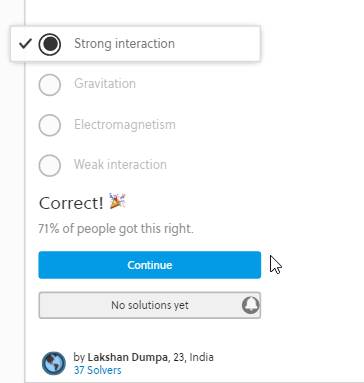 Strong interaction
Gravitation
Electromagnetism
Weak interaction
Correct! 🎉
71% of people got this right.
Continue
No solutions yet
by Lakshan Dumpa, 23, India
37 Solvers